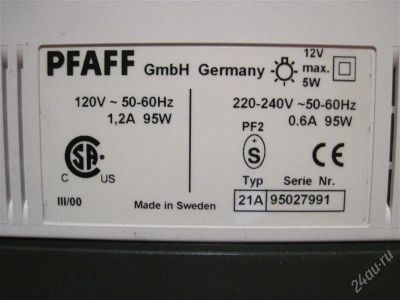 PFAFF GmbH Germany 12V max. 5W
120V ~ 50-60Hz
1,2A 95W
220-240V ~50-60Hz
0.6A 95W
PF2
S
CSA
C US
CE
Typ Serie Nr.
21A 95027991
III/00
Made in Sweden
24au.ru